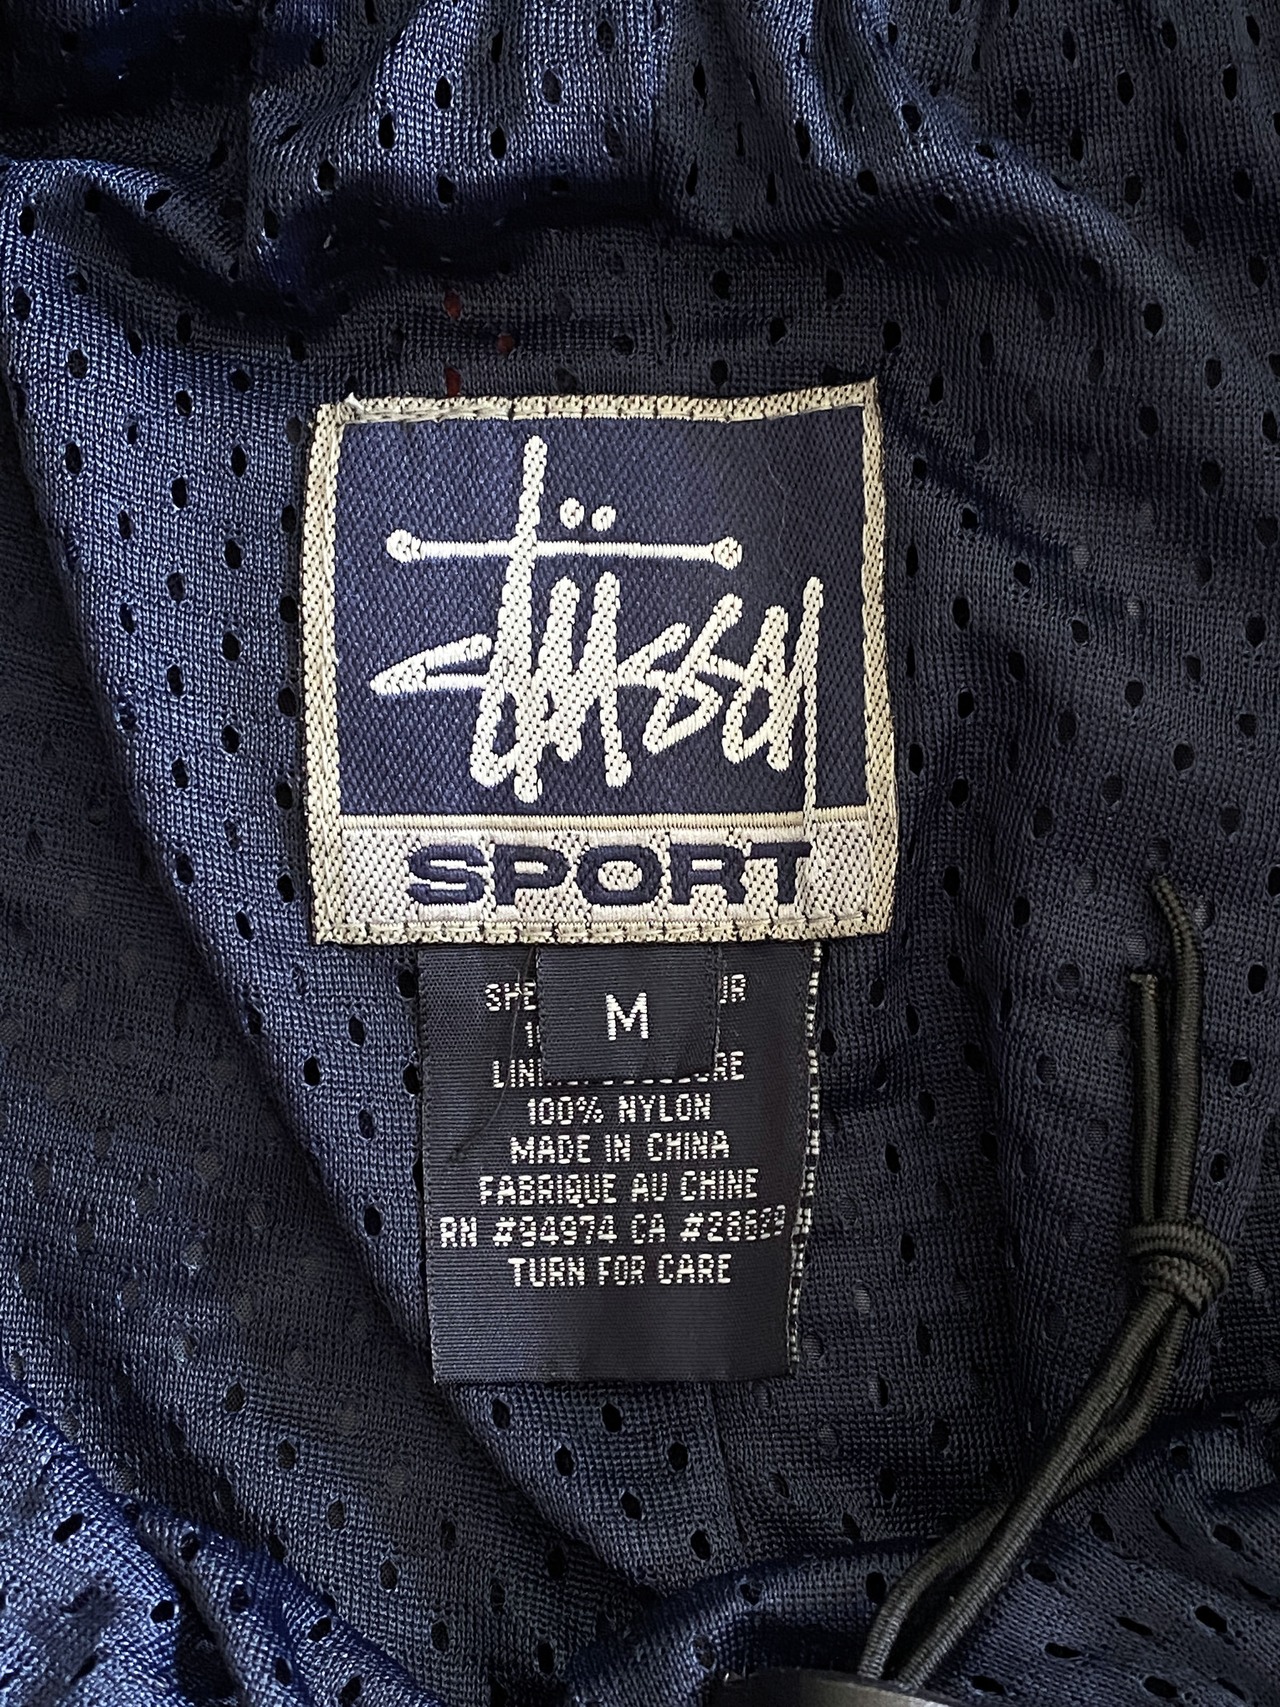 Stüssy
SPORT
M
100% NYLON
MADE IN CHINA
FABRIQUE AU CHINE
RN #94974 CA #28629
TURN FOR CARE